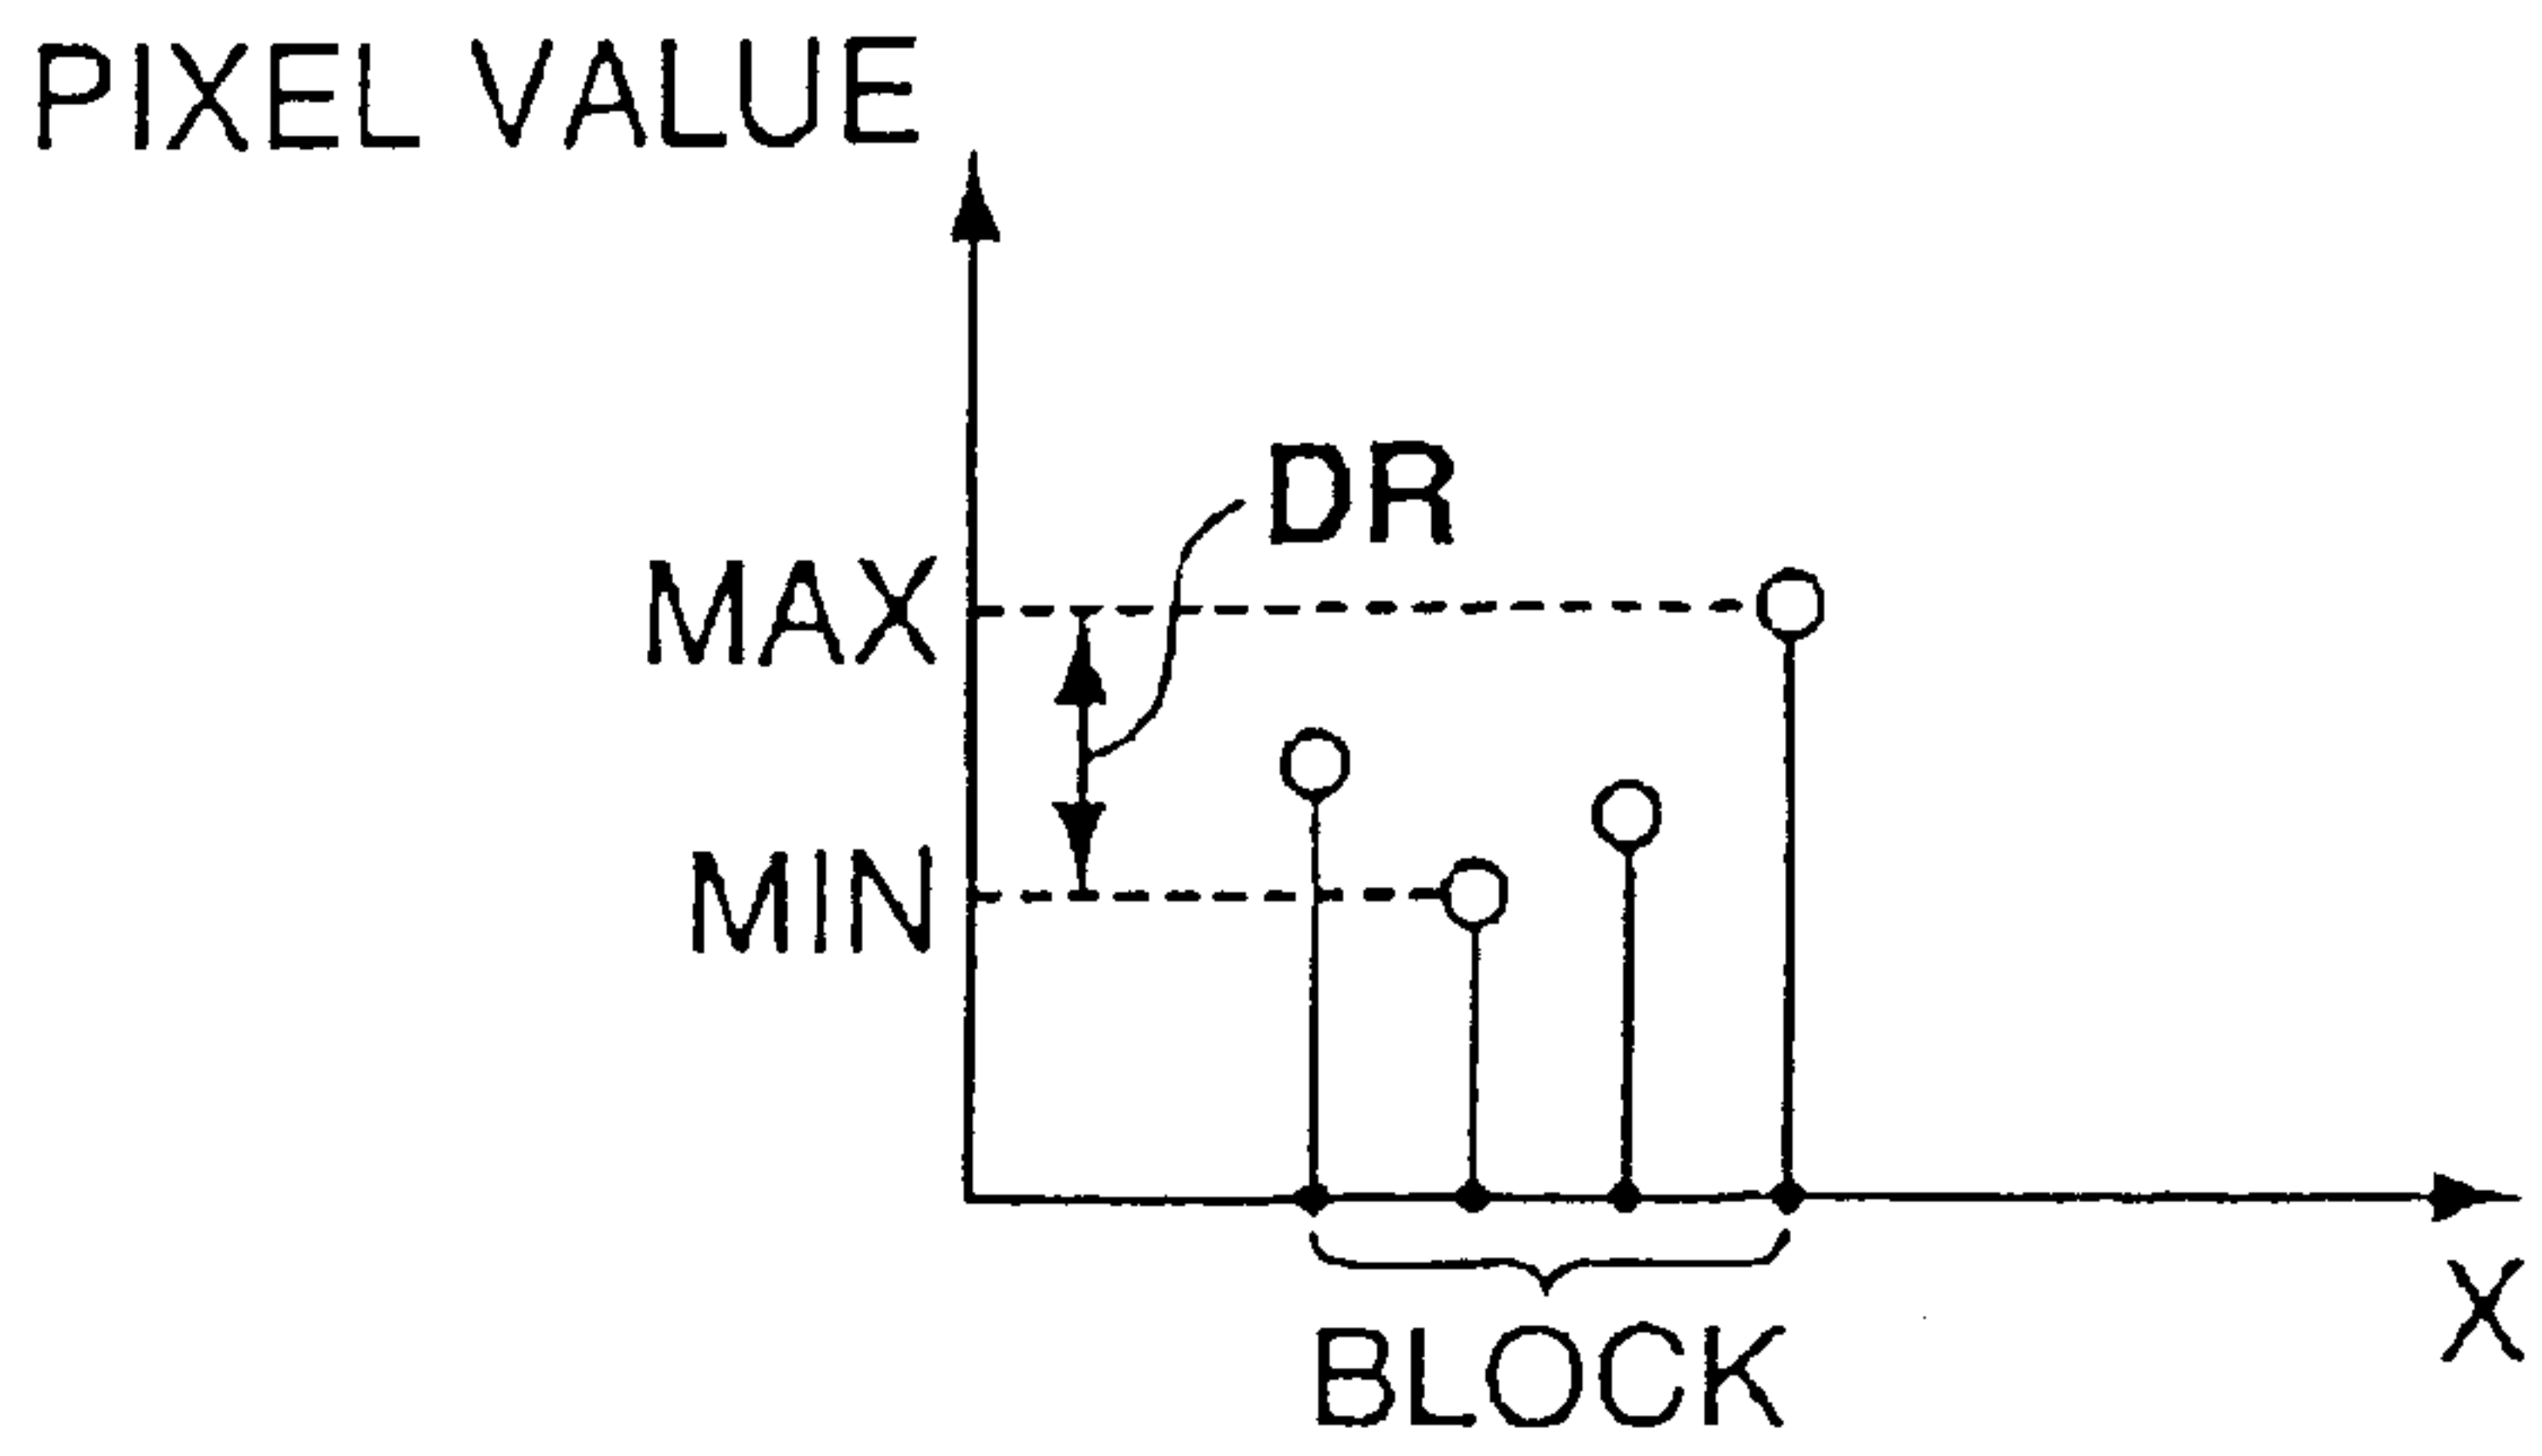 PIXEL VALUE
DR
MAX
MIN
X
BLOCK